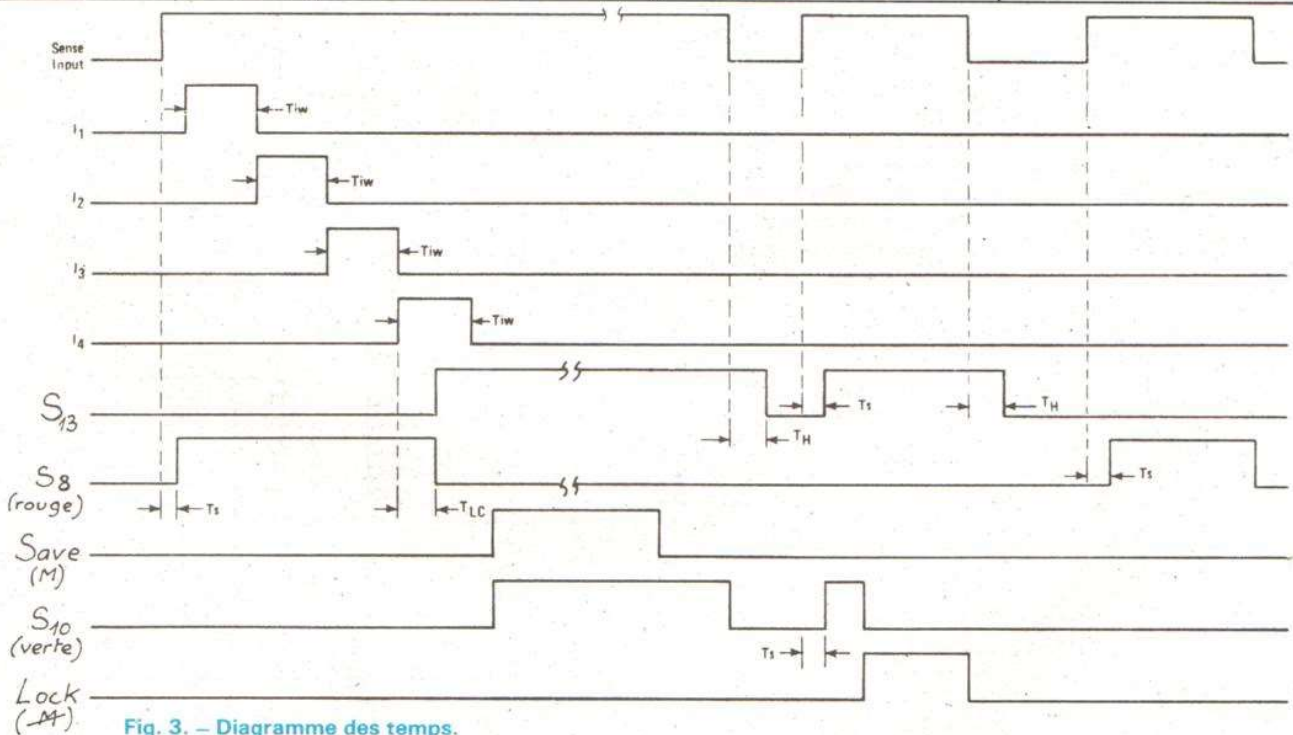 Sense
Input
I1
Tiw
I2
Tiw
I3
Tiw
I4
Tiw
S13
Ts
TH
TH
S8
(rouge)
Ts
TLC
Ts
Save
(M)
S10
(verte)
Ts
Lock
(M)
Fig. 3. – Diagramme des temps.